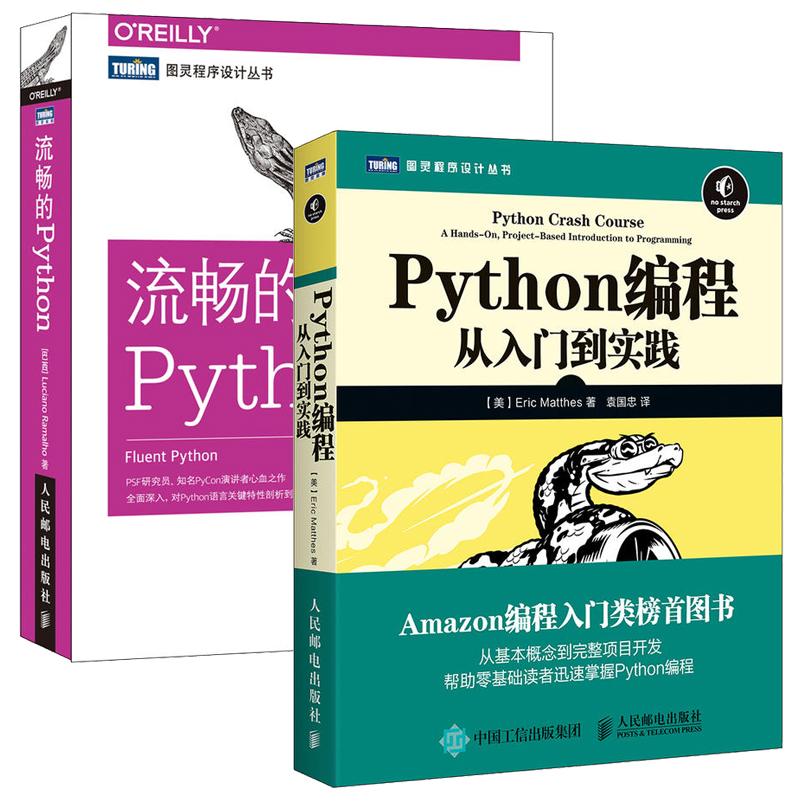 O'REILLY®
TURING
图灵程序设计丛书
流畅的
Pyth
Fluent Python
PSF研究员、知名PyCon演讲者心血之作
全面深入，对Python语言关键特性剖析到
O'REILLY®
TURING
流畅的Python
[巴西] Luciano Ramalho 著
人民邮电出版社
TURING
图灵程序设计丛书
no starch
press
Python Crash Course
A Hands-On, Project-Based Introduction to Programming
Python编程
从入门到实践
【美】Eric Matthes 著 袁国忠 译
Amazon编程入门类榜首图书
从基本概念到完整项目开发
帮助零基础读者迅速掌握Python编程
中国工信出版集团
人民邮电出版社
POSTS & TELECOM PRESS
TURING
Python编程
从入门到实践
【美】Eric Matthes 著
人民邮电出版社